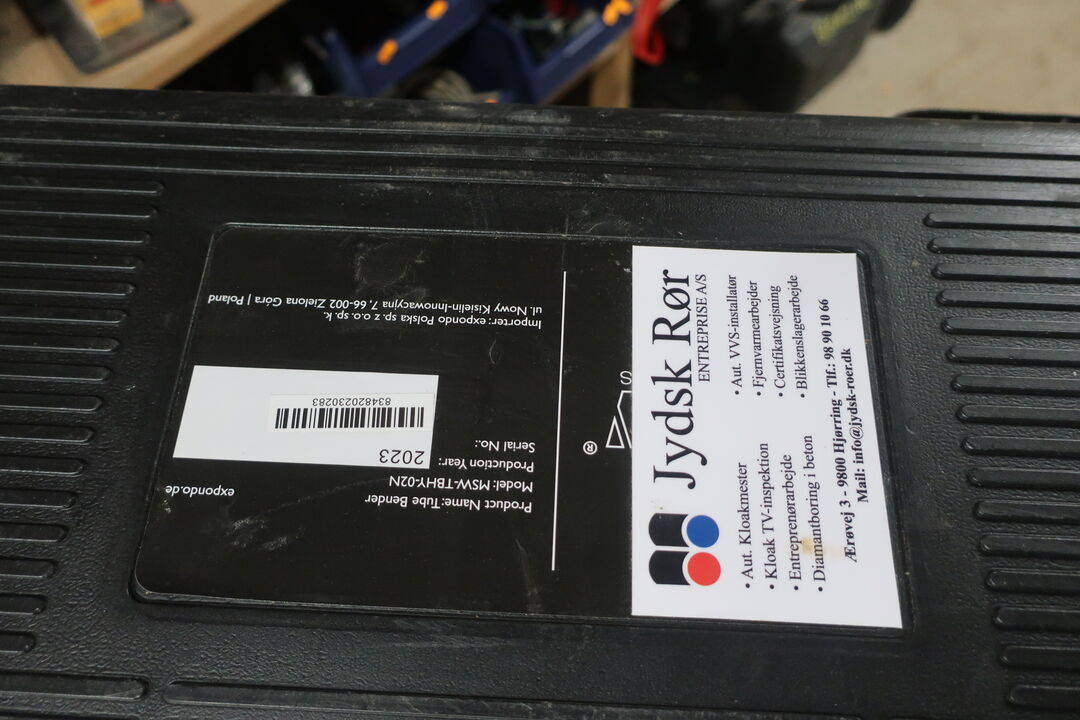 Product Name: Tube Bender
Model: MSW-TBHY-02N
Production Year: 2023
Serial No.:
834820230283
expondo.de
Importer: expondo Polska sp. z o.o. sp. k.
ul. Nowy Kisielin-Innowacyjna 7, 66-002 Zielona Góra | Poland
®
Jydsk Rør
ENTREPRISE A/S
• Aut. Kloakmester
• Kloak TV-inspektion
• Entreprenørarbejde
• Diamantboring i beton
• Aut. VVS-installatør
• Fjernvarmearbejder
• Certifikatsvejsning
• Blikkenslagerarbejde
Ærøvej 3 - 9800 Hjørring - Tlf.: 98 90 10 66
Mail: info@jydsk-roer.dk